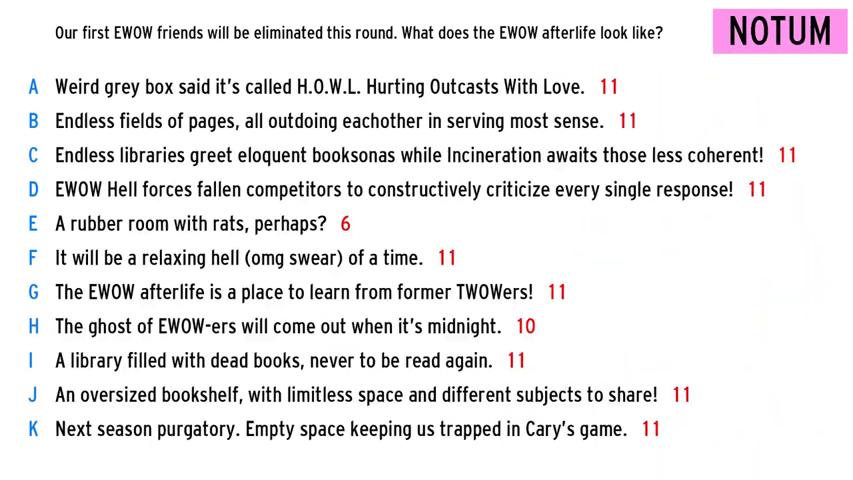 Our first EWOW friends will be eliminated this round. What does the EWOW afterlife look like?
NOTUM
A Weird grey box said it's called H.O.W.L. Hurting Outcasts With Love. 11
B Endless fields of pages, all outdoing eachother in serving most sense. 11
C Endless libraries greet eloquent booksonas while Incineration awaits those less coherent! 11
D EWOW Hell forces fallen competitors to constructively criticize every single response! 11
E A rubber room with rats, perhaps? 6
F It will be a relaxing hell (omg swear) of a time. 11
G The EWOW afterlife is a place to learn from former TWOWers! 11
H The ghost of EWOW-ers will come out when it's midnight. 10
I A library filled with dead books, never to be read again. 11
J An oversized bookshelf, with limitless space and different subjects to share! 11
K Next season purgatory. Empty space keeping us trapped in Cary's game. 11